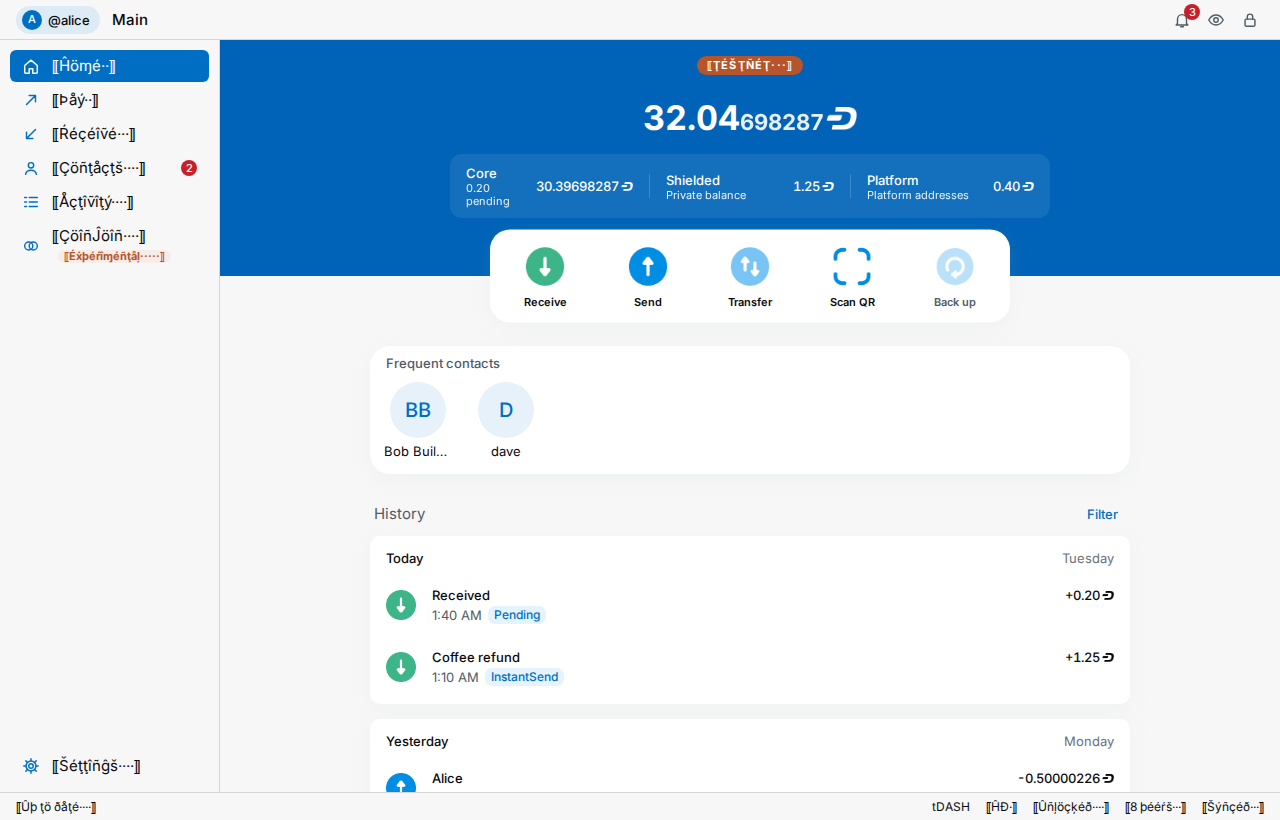 A @alice Main 3
⟦Ĥöɱé··⟧
⟦Þåý··⟧
⟦Ŕéçéîṽé···⟧
⟦Çöñţåçţš····⟧ 2
⟦Åçţîṽîţý····⟧
⟦ÇöîñĴöîñ····⟧
⟦Éẋþéŕîɱéñţåļ·····⟧
⟦Šéţţîñĝš····⟧
⟦ŢÉŠŢÑÉŢ···⟧
32.04698287
Core
0.20
pending
30.39698287
Shielded
Private balance
1.25
Platform
Platform addresses
0.40
Receive Send Transfer Scan QR Back up
Frequent contacts
BB D
Bob Buil... dave
History Filter
Today Tuesday
Received +0.20
1:40 AM Pending
Coffee refund +1.25
1:10 AM InstantSend
Yesterday Monday
Alice -0.50000226
⟦Ûþ ţö ðåţé····⟧ tDASH ⟦ĤÐ·⟧ ⟦Ûñļöçķéð····⟧ ⟦8 þééŕš···⟧ ⟦Šýñçéð···⟧